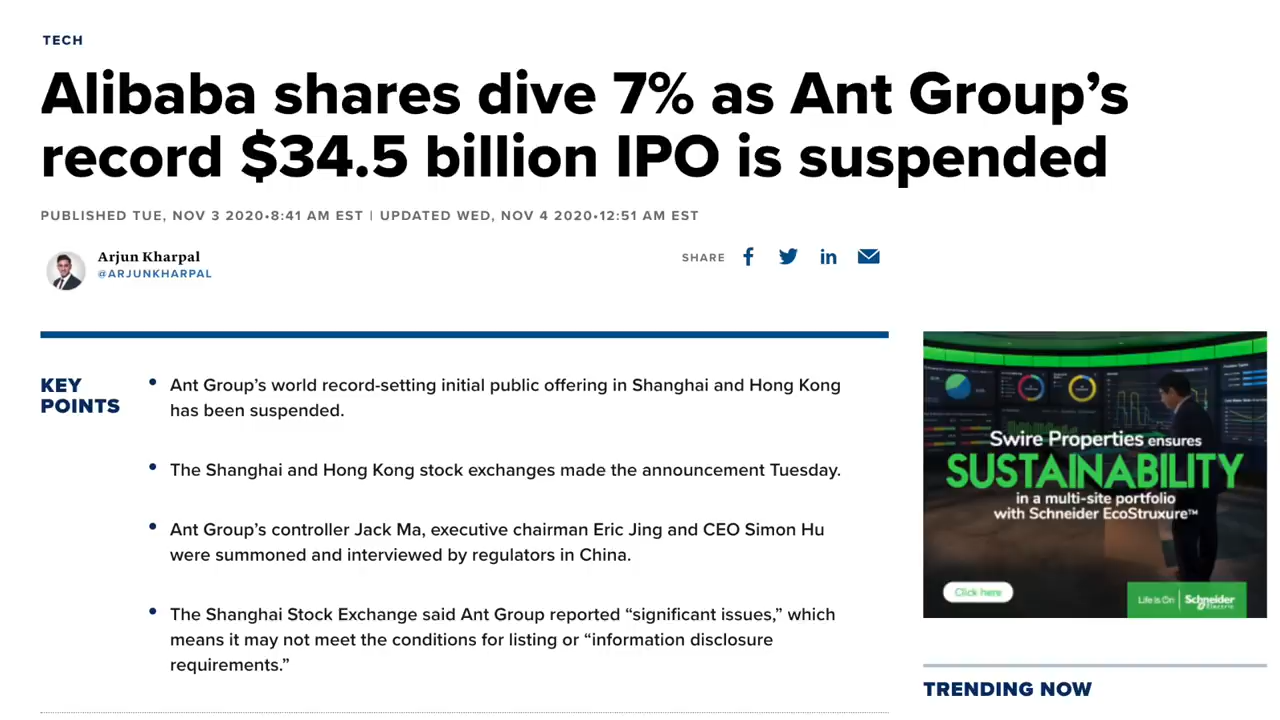 TECH
Alibaba shares dive 7% as Ant Group’s
record $34.5 billion IPO is suspended
PUBLISHED TUE, NOV 3 2020•8:41 AM EST | UPDATED WED, NOV 4 2020•12:51 AM EST
Arjun Kharpal
@ARJUNKHARPAL
SHARE
KEY
POINTS
• Ant Group’s world record-setting initial public offering in Shanghai and Hong Kong
has been suspended.
• The Shanghai and Hong Kong stock exchanges made the announcement Tuesday.
• Ant Group’s controller Jack Ma, executive chairman Eric Jing and CEO Simon Hu
were summoned and interviewed by regulators in China.
• The Shanghai Stock Exchange said Ant Group reported “significant issues,” which
means it may not meet the conditions for listing or “information disclosure
requirements.”
Swire Properties ensures
SUSTAINABILITY
in a multi-site portfolio
with Schneider EcoStruxure™
Click here
Life Is On | Schneider
Electric
TRENDING NOW